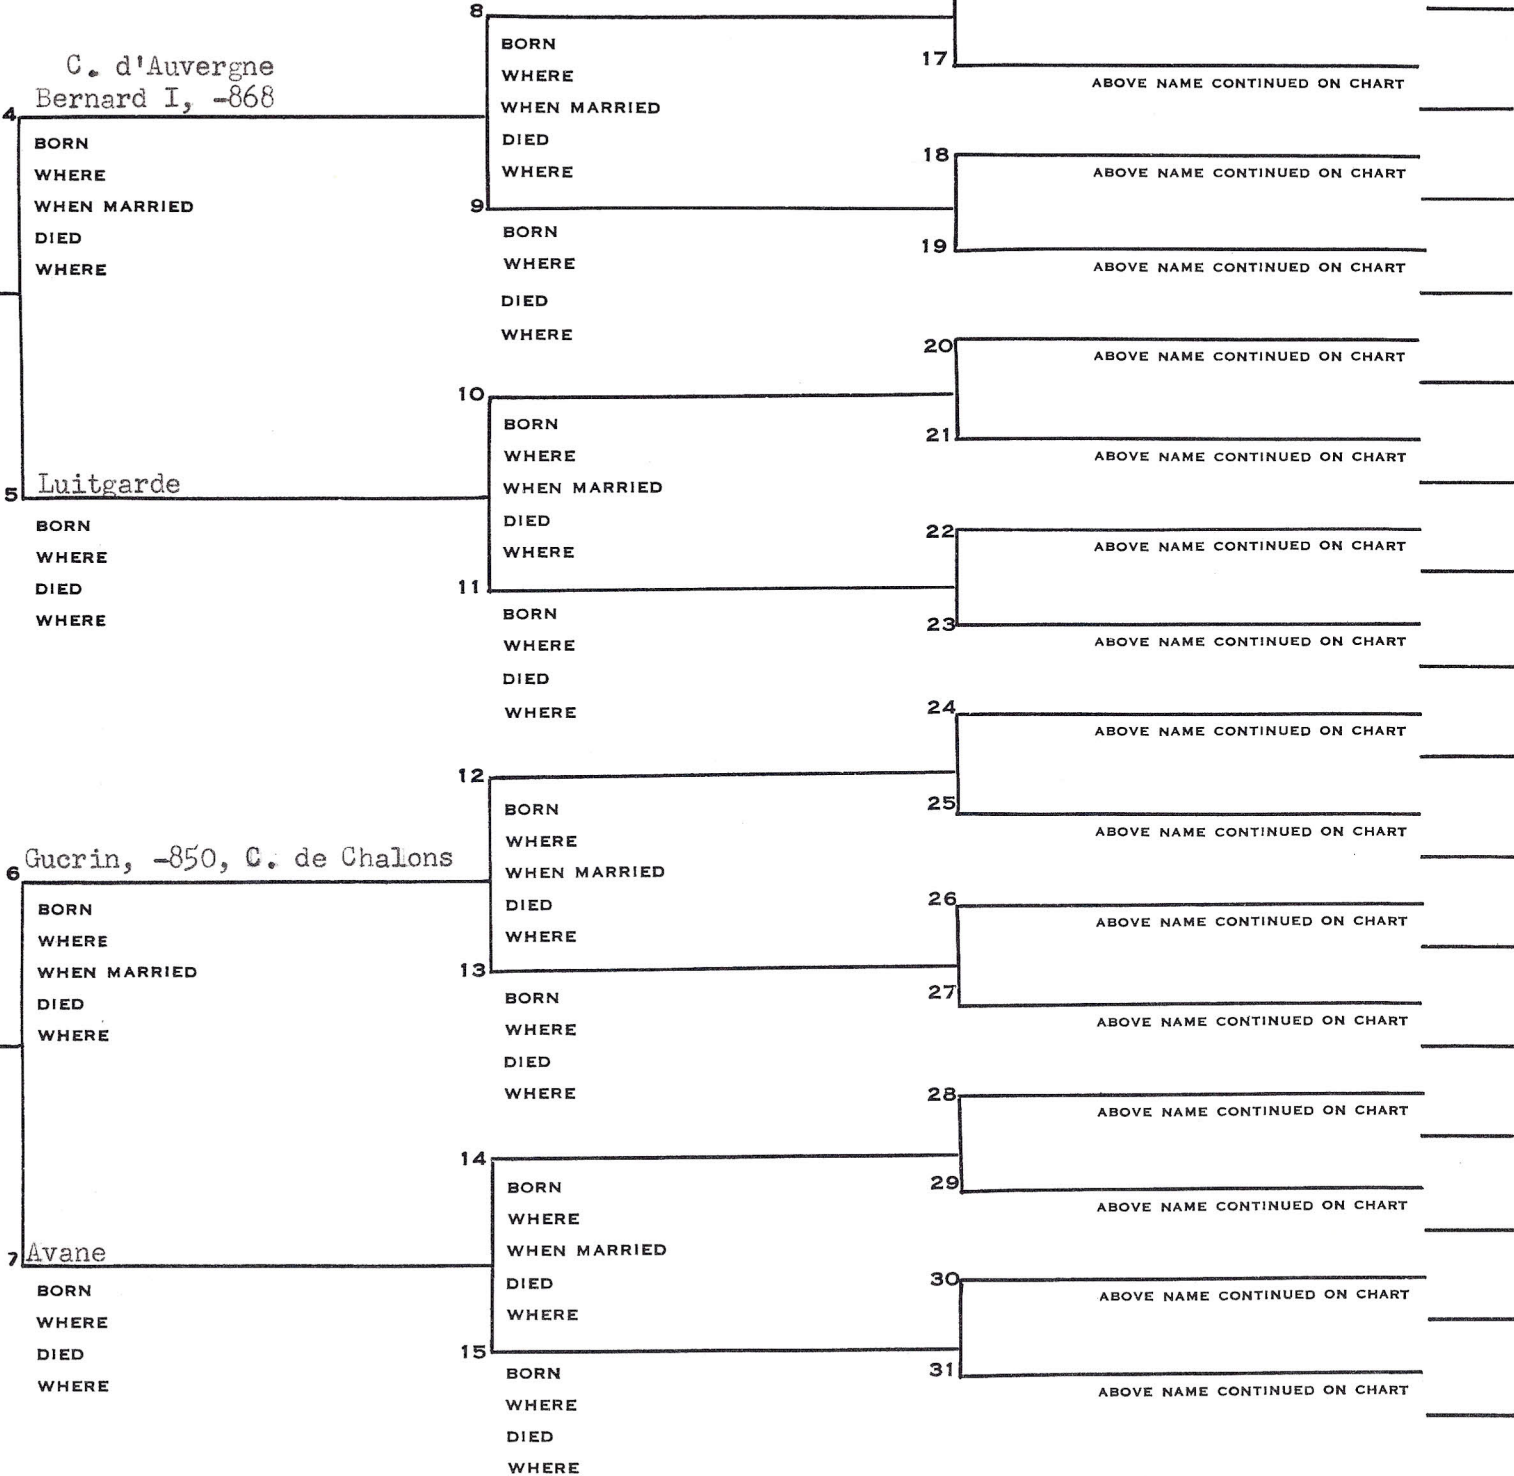 4
C. d'Auvergne
Bernard I, -868
BORN
WHERE
WHEN MARRIED
DIED
WHERE
5
Luitgarde
BORN
WHERE
DIED
WHERE
6
Gucrin, -850, C. de Chalons
BORN
WHERE
WHEN MARRIED
DIED
WHERE
7
Avane
BORN
WHERE
DIED
WHERE
8
BORN
WHERE
WHEN MARRIED
DIED
WHERE
9
BORN
WHERE
DIED
WHERE
10
BORN
WHERE
WHEN MARRIED
DIED
WHERE
11
BORN
WHERE
DIED
WHERE
12
BORN
WHERE
WHEN MARRIED
DIED
WHERE
13
BORN
WHERE
DIED
WHERE
14
BORN
WHERE
WHEN MARRIED
DIED
WHERE
15
BORN
WHERE
DIED
WHERE
17
ABOVE NAME CONTINUED ON CHART
18
ABOVE NAME CONTINUED ON CHART
19
ABOVE NAME CONTINUED ON CHART
20
ABOVE NAME CONTINUED ON CHART
21
ABOVE NAME CONTINUED ON CHART
22
ABOVE NAME CONTINUED ON CHART
23
ABOVE NAME CONTINUED ON CHART
24
ABOVE NAME CONTINUED ON CHART
25
ABOVE NAME CONTINUED ON CHART
26
ABOVE NAME CONTINUED ON CHART
27
ABOVE NAME CONTINUED ON CHART
28
ABOVE NAME CONTINUED ON CHART
29
ABOVE NAME CONTINUED ON CHART
30
ABOVE NAME CONTINUED ON CHART
31
ABOVE NAME CONTINUED ON CHART